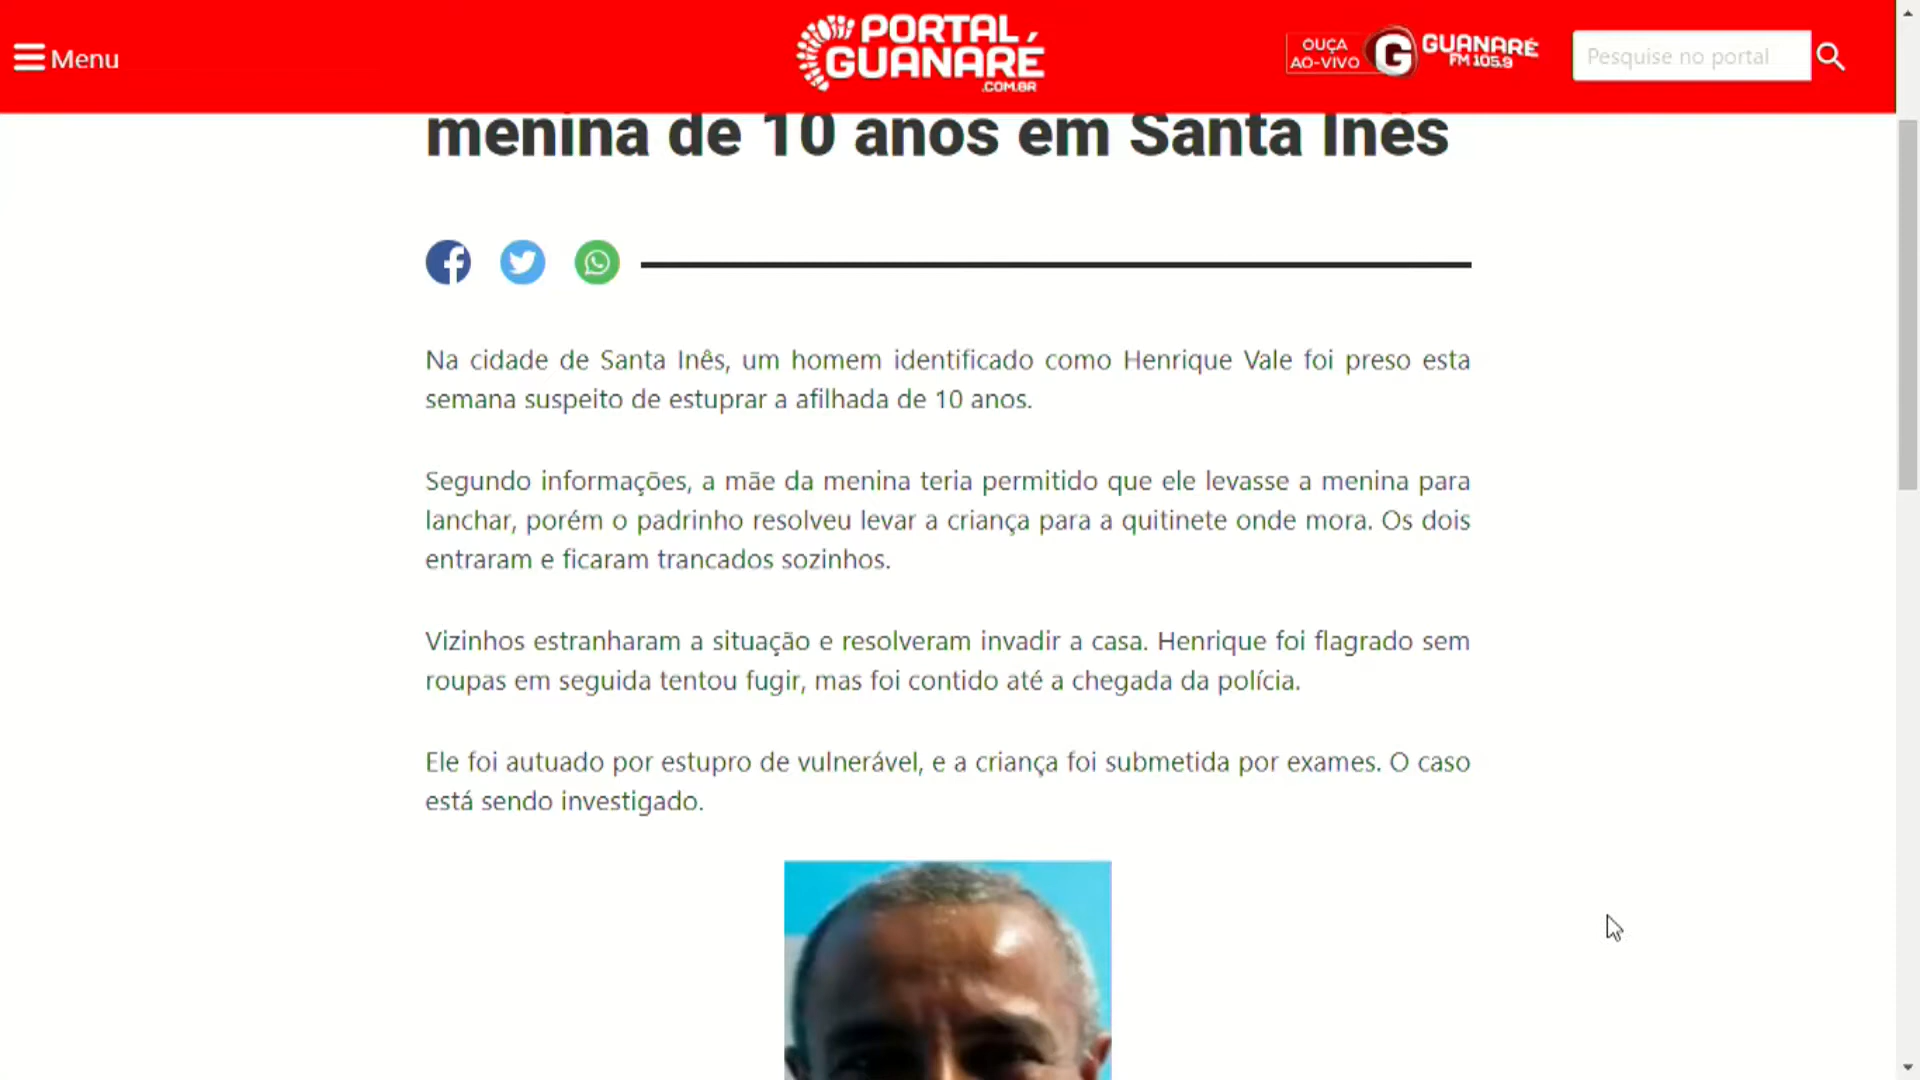 Menu
PORTAL
GUANARÉ
.COM.BR
OUÇA
AO-VIVO
G
GUANARÉ
FM 105.9
Pesquise no portal
menina de 10 anos em Santa Inês
Na cidade de Santa Inês, um homem identificado como Henrique Vale foi preso esta
semana suspeito de estuprar a afilhada de 10 anos.
Segundo informações, a mãe da menina teria permitido que ele levasse a menina para
lanchar, porém o padrinho resolveu levar a criança para a quitinete onde mora. Os dois
entraram e ficaram trancados sozinhos.
Vizinhos estranharam a situação e resolveram invadir a casa. Henrique foi flagrado sem
roupas em seguida tentou fugir, mas foi contido até a chegada da polícia.
Ele foi autuado por estupro de vulnerável, e a criança foi submetida por exames. O caso
está sendo investigado.